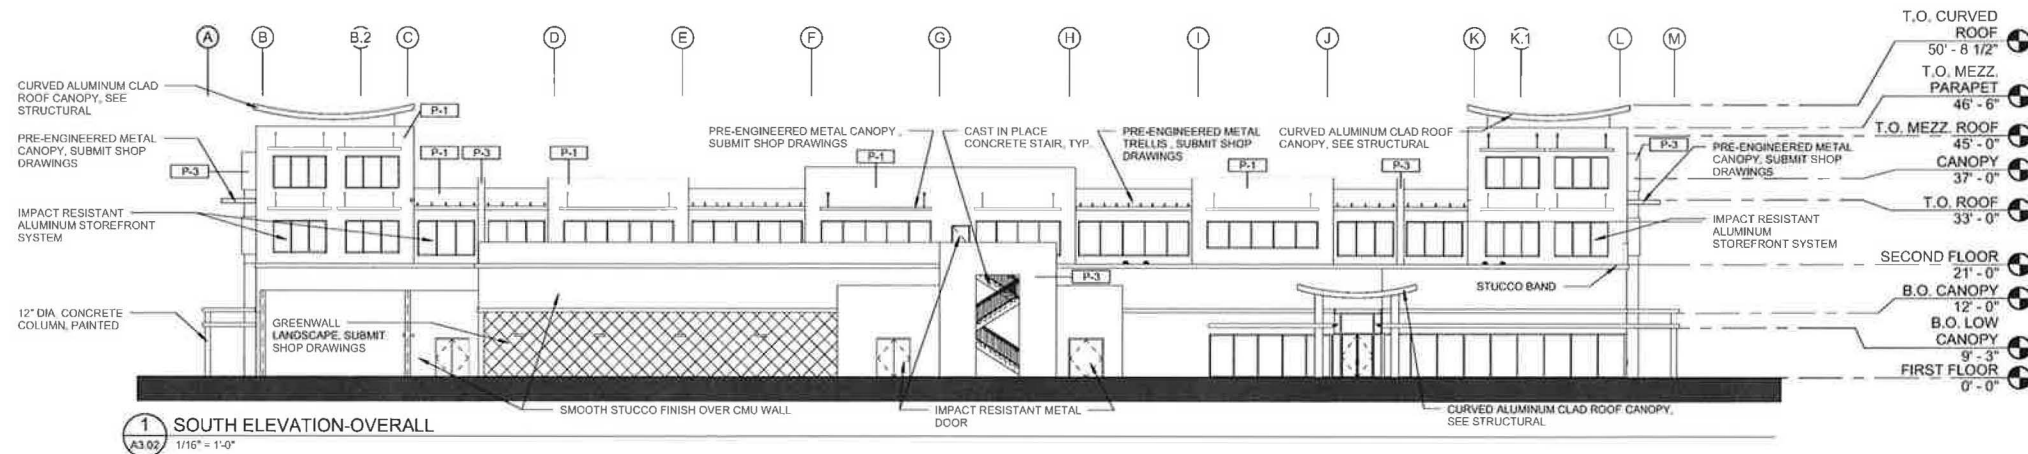 A B B.2 C D E F G H I J K K.1 L M
T.O. CURVED
ROOF
50' - 8 1/2"
T.O. MEZZ.
PARAPET
46' - 6"
T.O. MEZZ. ROOF
45' - 0"
CANOPY
37' - 0"
T.O. ROOF
33' - 0"
SECOND FLOOR
21' - 0"
B.O. CANOPY
12' - 0"
B.O. LOW
CANOPY
9' - 3"
FIRST FLOOR
0' - 0"
CURVED ALUMINUM CLAD
ROOF CANOPY, SEE
STRUCTURAL
PRE-ENGINEERED METAL
CANOPY, SUBMIT SHOP
DRAWINGS
P-3
IMPACT RESISTANT
ALUMINUM STOREFRONT
SYSTEM
12" DIA. CONCRETE
COLUMN, PAINTED
P-1
P-1
P-3
P-1
PRE-ENGINEERED METAL CANOPY,
SUBMIT SHOP DRAWINGS
P-1
CAST IN PLACE
CONCRETE STAIR, TYP.
PRE-ENGINEERED METAL
TRELLIS , SUBMIT SHOP
DRAWINGS
CURVED ALUMINUM CLAD ROOF
CANOPY, SEE STRUCTURAL
P-1
P-3
P-3
PRE-ENGINEERED METAL
CANOPY, SUBMIT SHOP
DRAWINGS
IMPACT RESISTANT
ALUMINUM
STOREFRONT SYSTEM
P-3
STUCCO BAND
GREENWALL
LANDSCAPE, SUBMIT
SHOP DRAWINGS
SMOOTH STUCCO FINISH OVER CMU WALL
IMPACT RESISTANT METAL
DOOR
CURVED ALUMINUM CLAD ROOF CANOPY,
SEE STRUCTURAL
1
A3.02
SOUTH ELEVATION-OVERALL
1/16" = 1'-0"